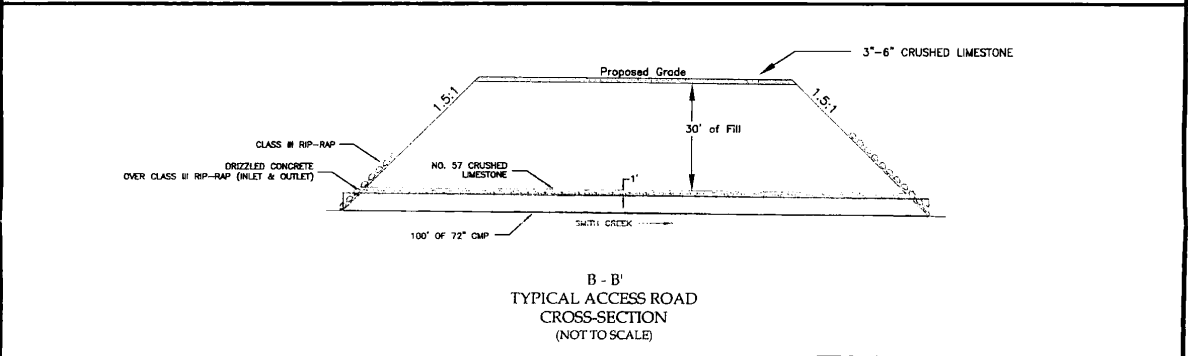 3"-6" CRUSHED LIMESTONE
Proposed Grade
1.5:1
1.5:1
30' of Fill
CLASS III RIP-RAP
DRIZZLED CONCRETE
OVER CLASS III RIP-RAP (INLET & OUTLET)
NO. 57 CRUSHED
LIMESTONE
1'
SMITH CREEK
100' OF 72" CMP
B - B'
TYPICAL ACCESS ROAD
CROSS-SECTION
(NOT TO SCALE)